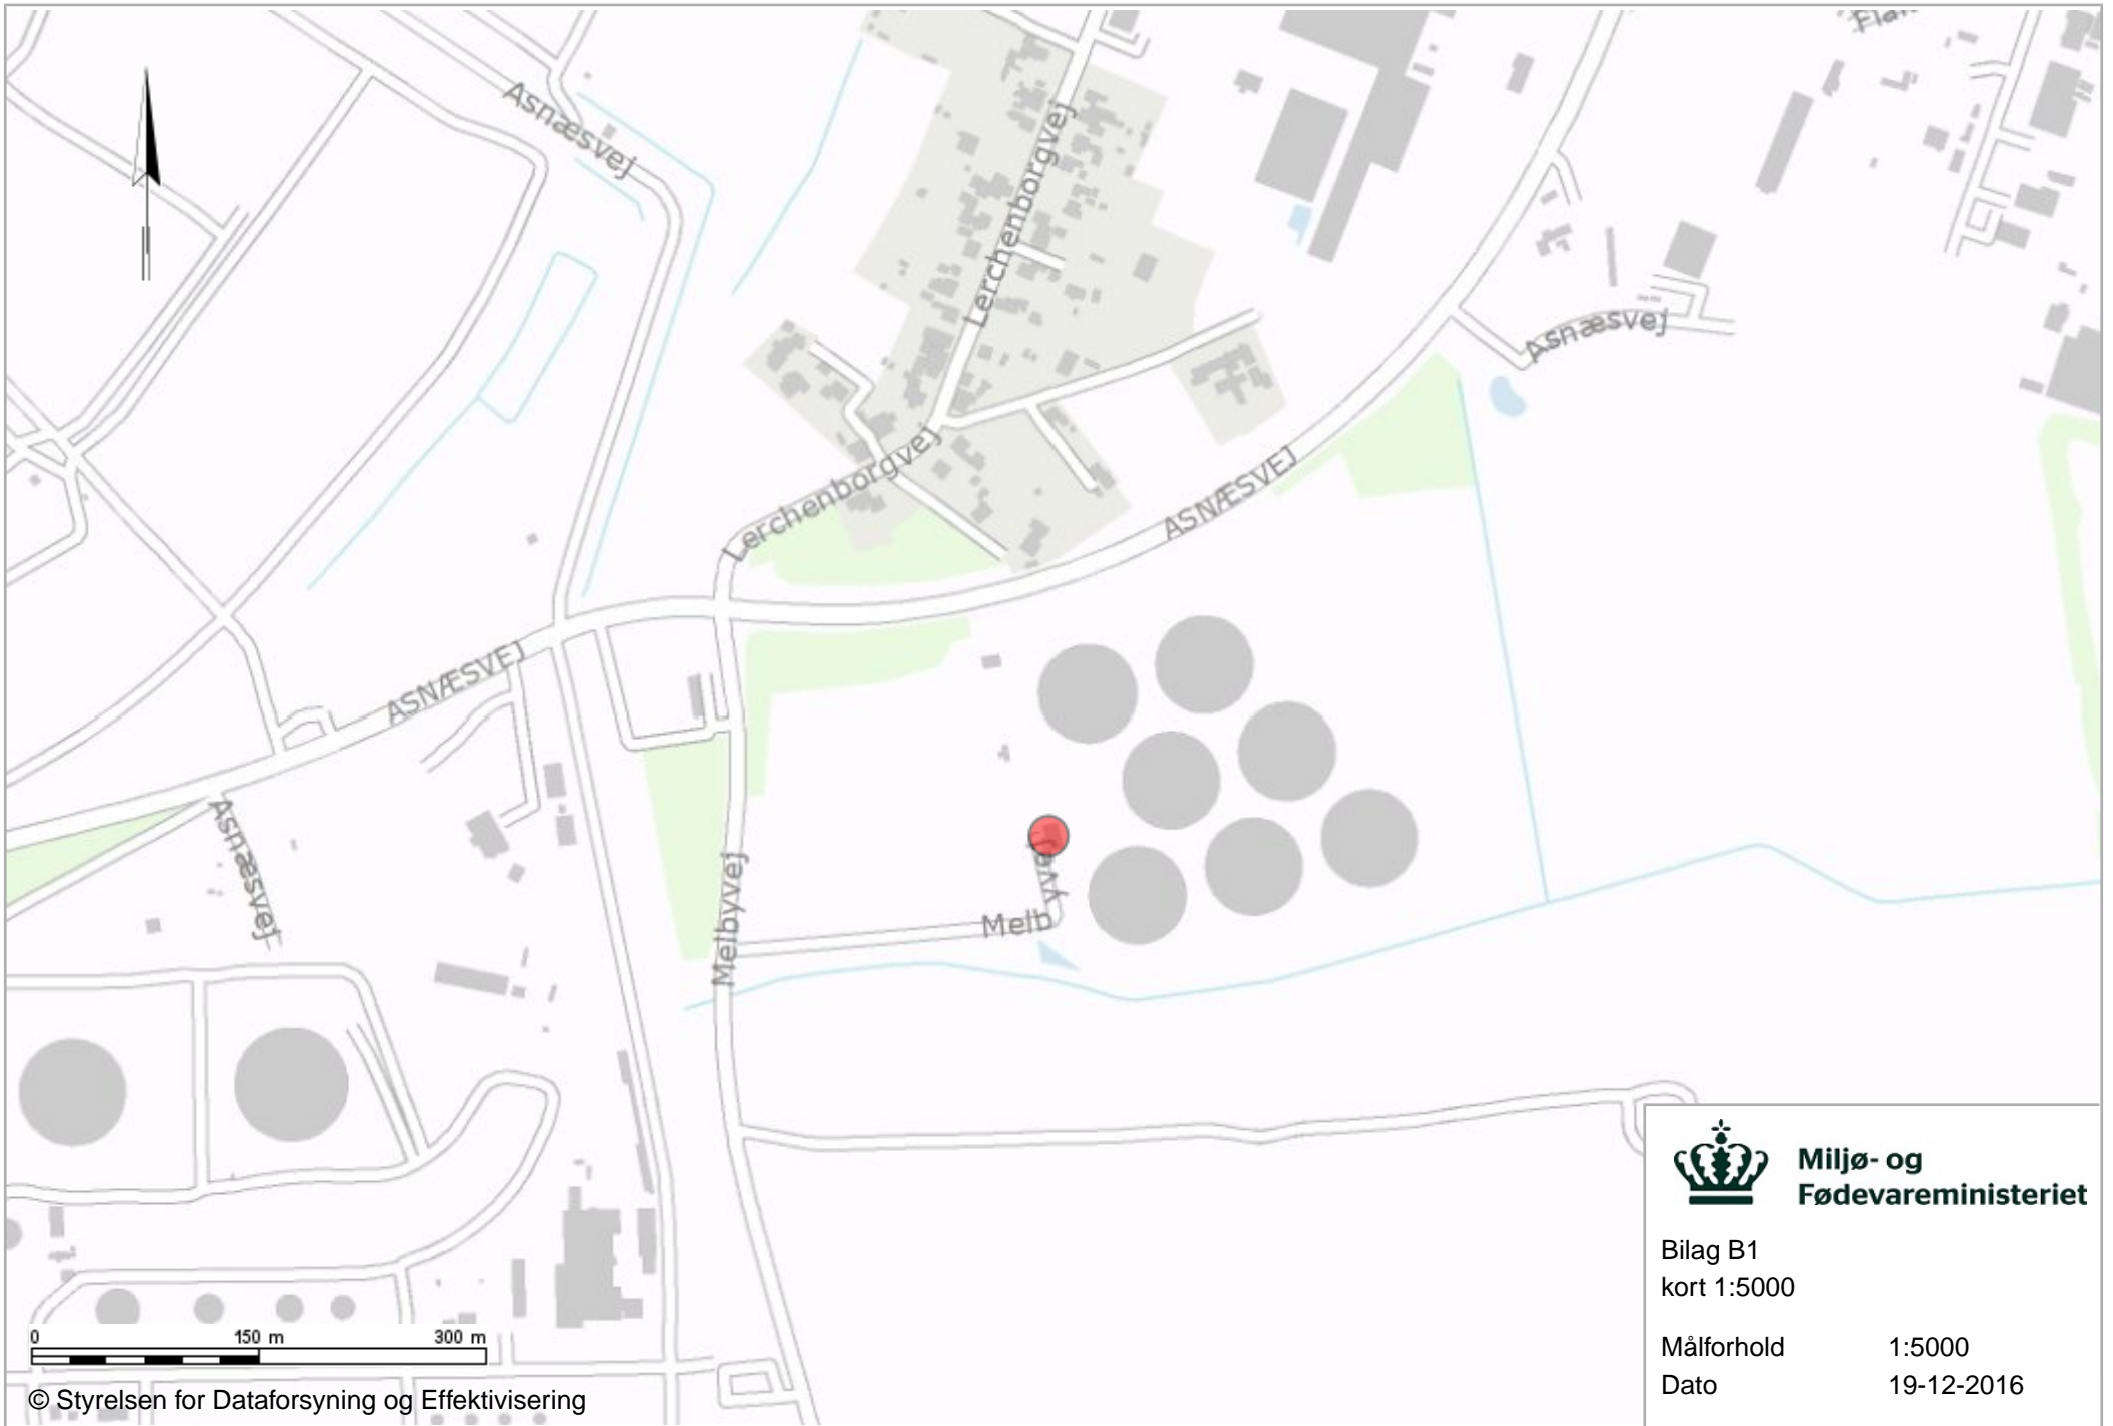 Asnæsvej
Lerchenborgvej
Asnæsvej
Lerchenborgvej
ASNÆSVEJ
ASNÆSVEJ
Asnæsvej
Melbyvej
Melbyvej
0 150 m 300 m
© Styrelsen for Dataforsyning og Effektivisering
Miljø- og
Fødevareministeriet
Bilag B1
kort 1:5000
Målforhold 1:5000
Dato 19-12-2016